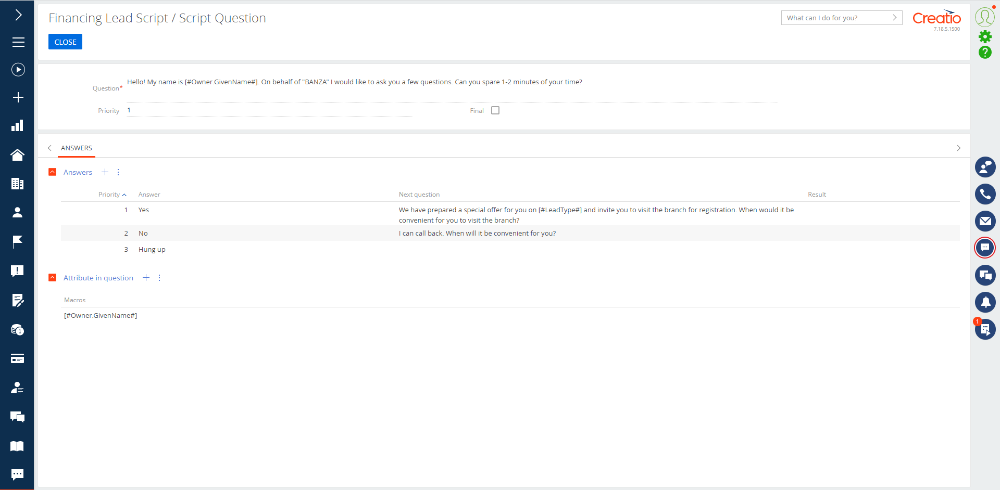 Financing Lead Script / Script Question
What can I do for you?
Creatio
7.18.5.1500
CLOSE
Question*
Hello! My name is [#Owner.GivenName#]. On behalf of "BANZA" I would like to ask you a few questions. Can you spare 1-2 minutes of your time?
Priority 1 Final
ANSWERS
Answers
Priority Answer Next question Result
1 Yes We have prepared a special offer for you on [#LeadType#] and invite you to visit the branch for registration. When would it be
convenient for you to visit the branch?
2 No I can call back. When will it be convenient for you?
3 Hung up
Attribute in question
Macros
[#Owner.GivenName#]
1
1